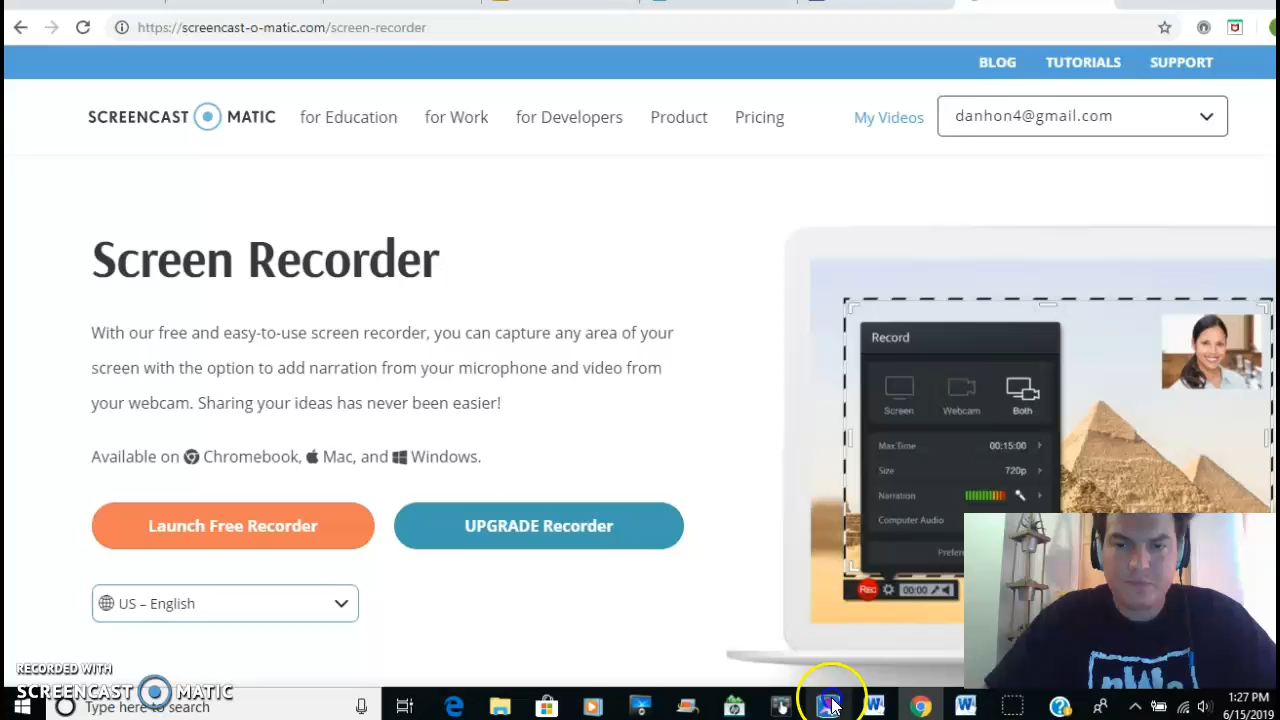 https://screencast-o-matic.com/screen-recorder
BLOG TUTORIALS SUPPORT
SCREENCAST MATIC for Education for Work for Developers Product Pricing My Videos danhon4@gmail.com
Screen Recorder
With our free and easy-to-use screen recorder, you can capture any area of your
screen with the option to add narration from your microphone and video from
your webcam. Sharing your ideas has never been easier!
Available on Chromebook, Mac, and Windows.
Launch Free Recorder UPGRADE Recorder
US – English
Record
Screen Webcam Both
Max Time 00:15:00
Size 720p
Narration
Computer Audio
Rec 00:00
RECORDED WITH
SCREENCAST MATIC
Type here to search
1:27 PM
6/15/2019